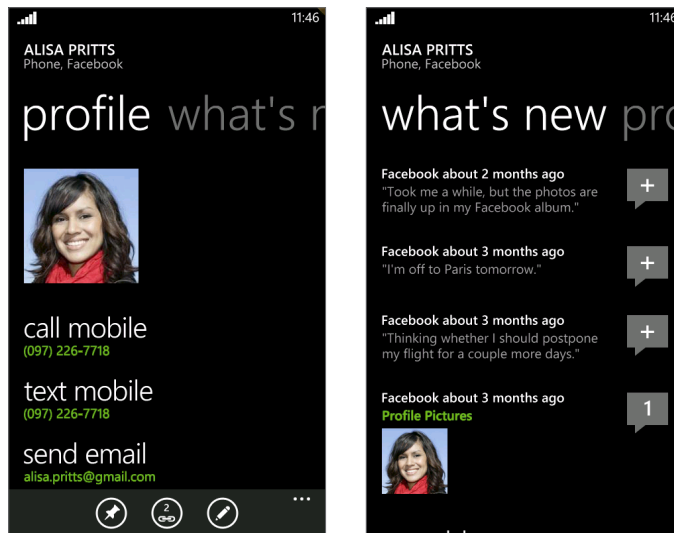 11:46
ALISA PRITTS
Phone, Facebook
profile what's
call mobile
(097) 226-7718
text mobile
(097) 226-7718
send email
alisa.pritts@gmail.com
2
...
11:46
ALISA PRITTS
Phone, Facebook
what's new pro
Facebook about 2 months ago
"Took me a while, but the photos are
finally up in my Facebook album."
+
Facebook about 3 months ago
"I'm off to Paris tomorrow."
+
Facebook about 3 months ago
"Thinking whether I should postpone
my flight for a couple more days."
+
Facebook about 3 months ago
Profile Pictures
1